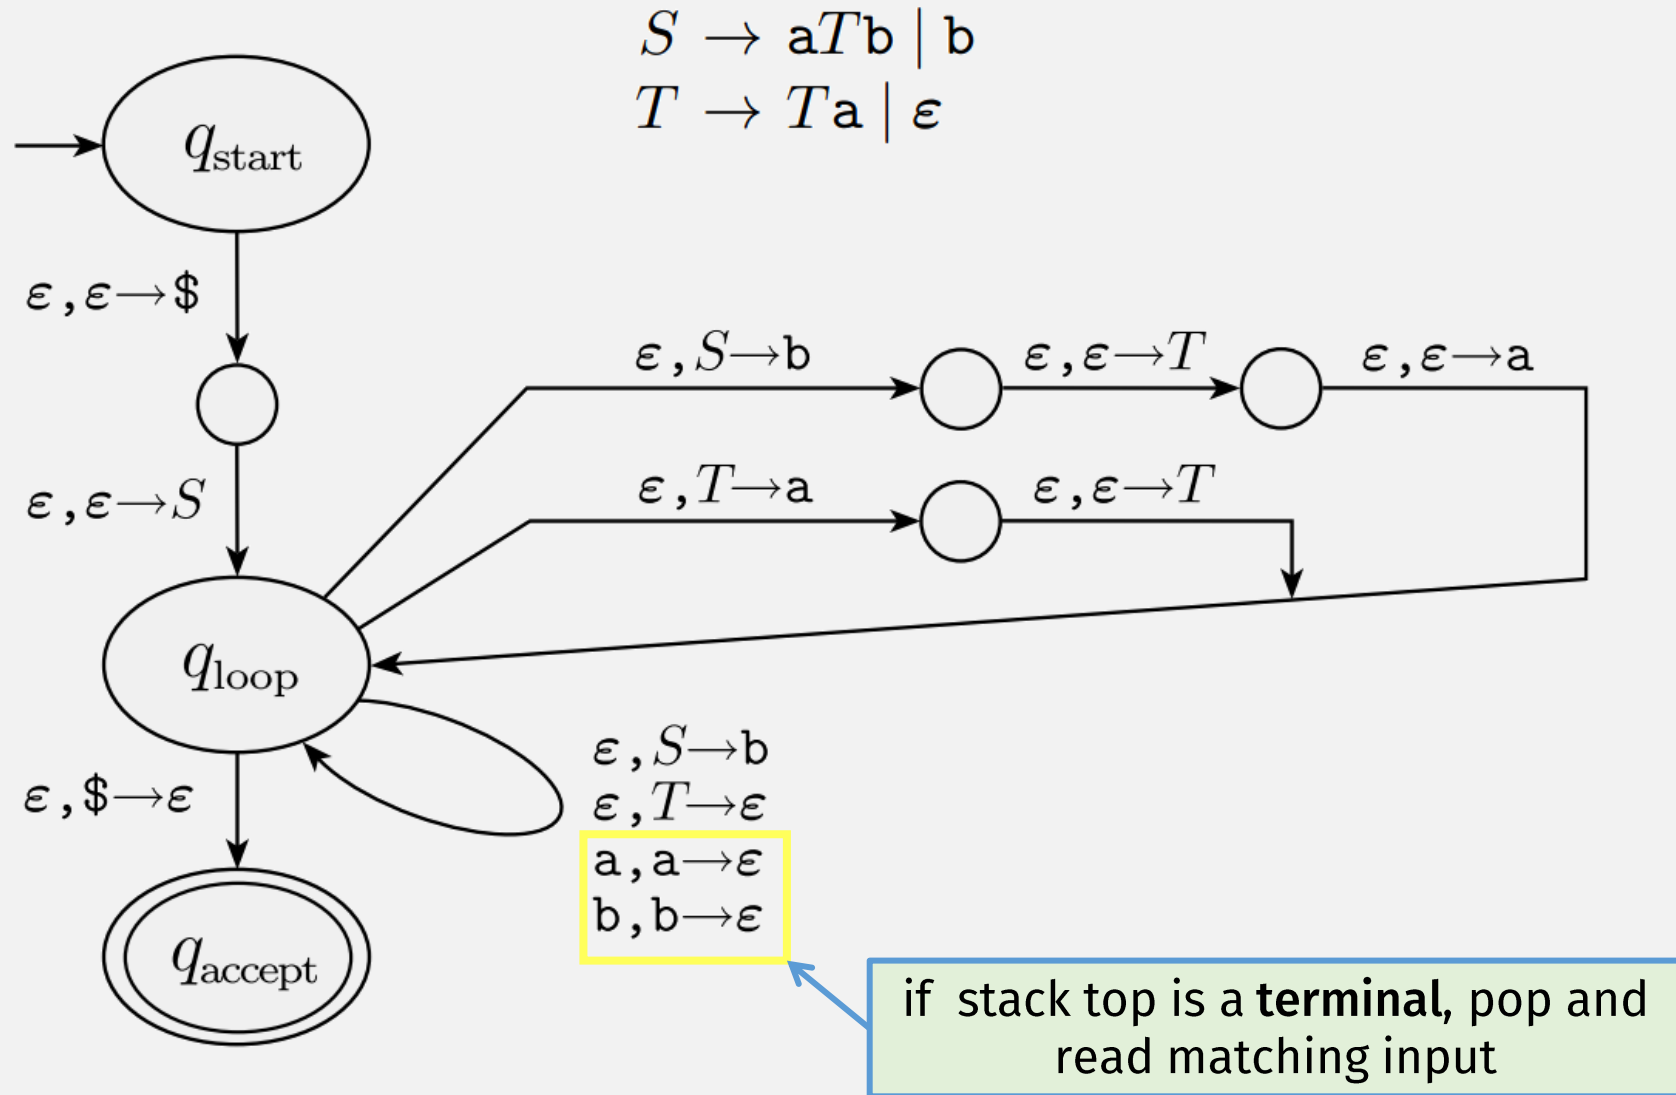 S → aTb | b
T → Ta | ε
q_start
ε,ε→$
ε,S→b
ε,ε→T
ε,ε→a
ε,ε→S
ε,T→a
ε,ε→T
q_loop
ε,S→b
ε,T→ε
a,a→ε
b,b→ε
ε,$→ε
q_accept
if stack top is a terminal, pop and
read matching input